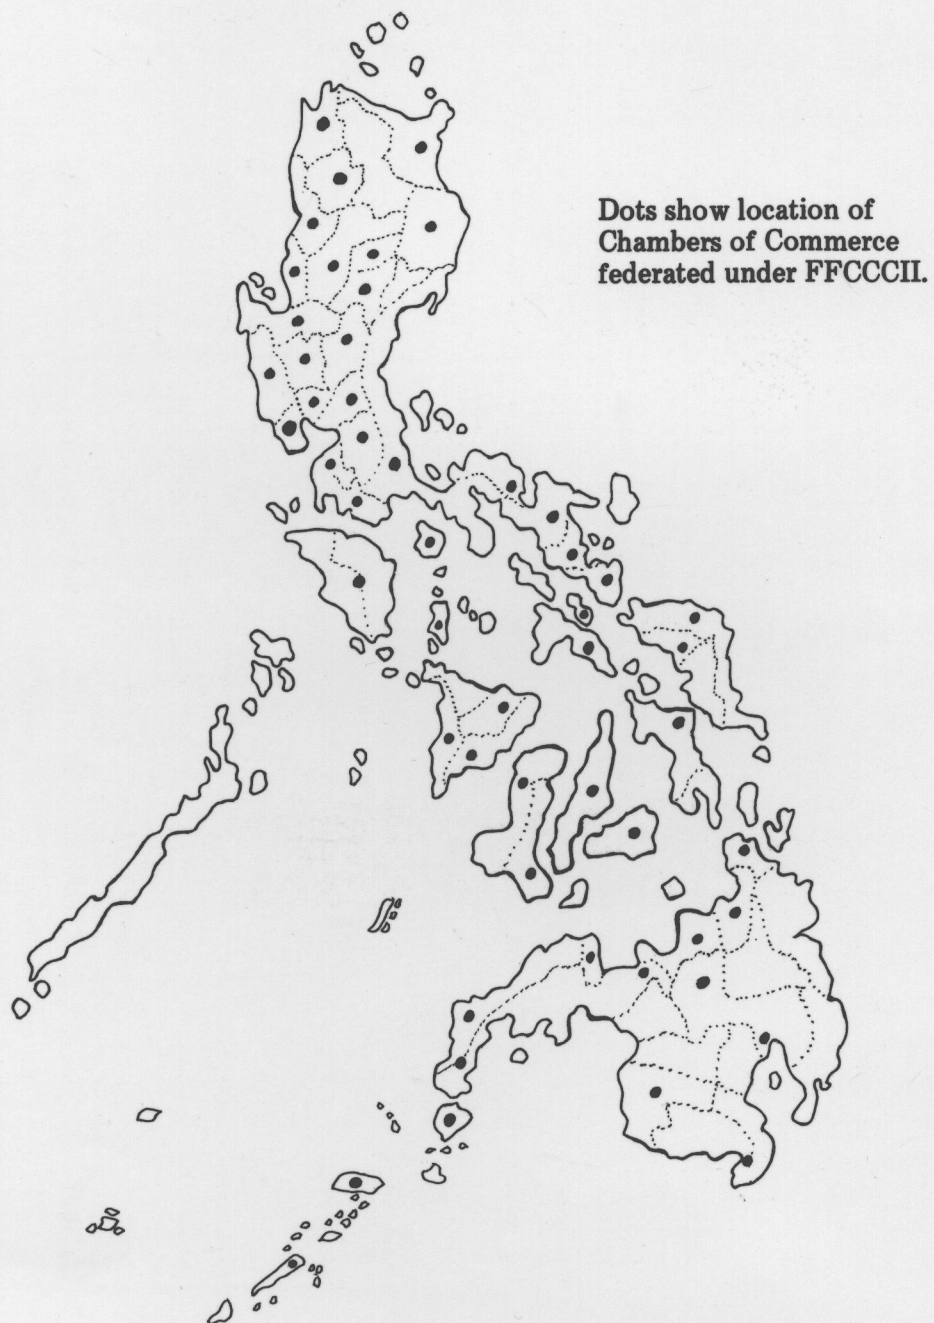 Dots show location of
Chambers of Commerce
federated under FFCCCII.